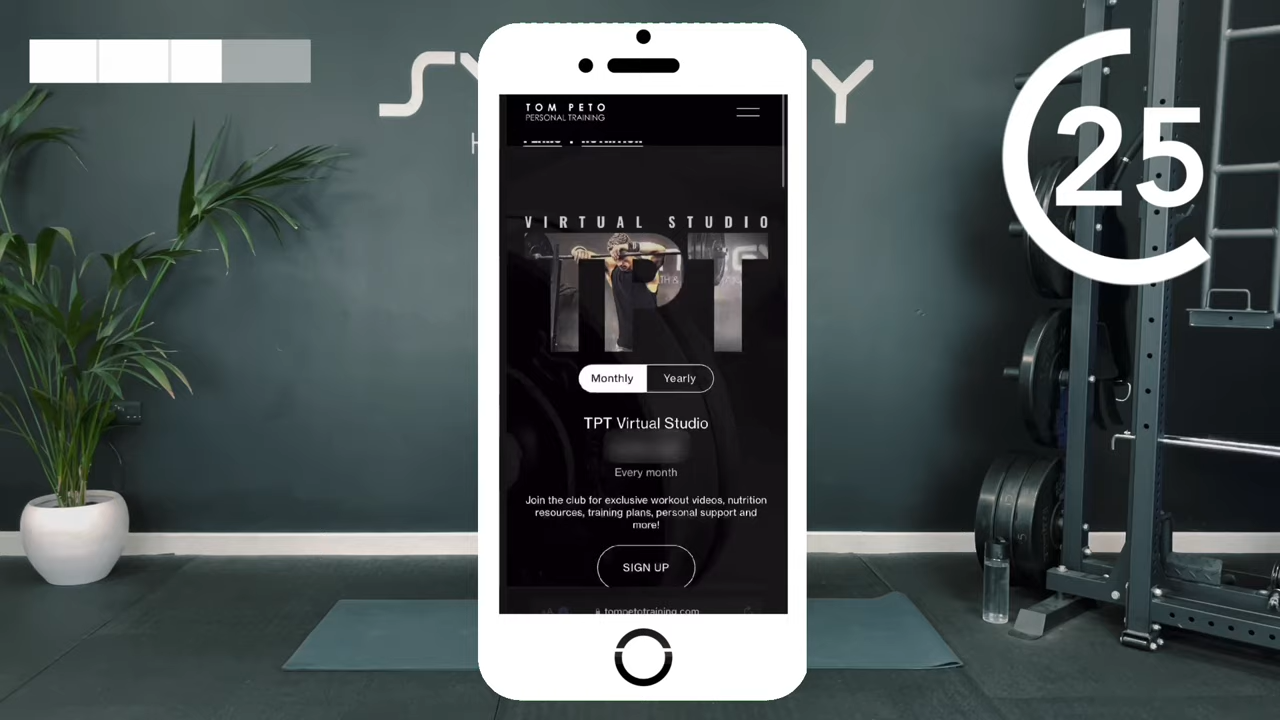 25
TOM PETO
PERSONAL TRAINING
VIRTUAL STUDIO
TPT
Monthly
Yearly
TPT Virtual Studio
Every month
Join the club for exclusive workout videos, nutrition
resources, training plans, personal support and
more!
SIGN UP
tompetotraining.com